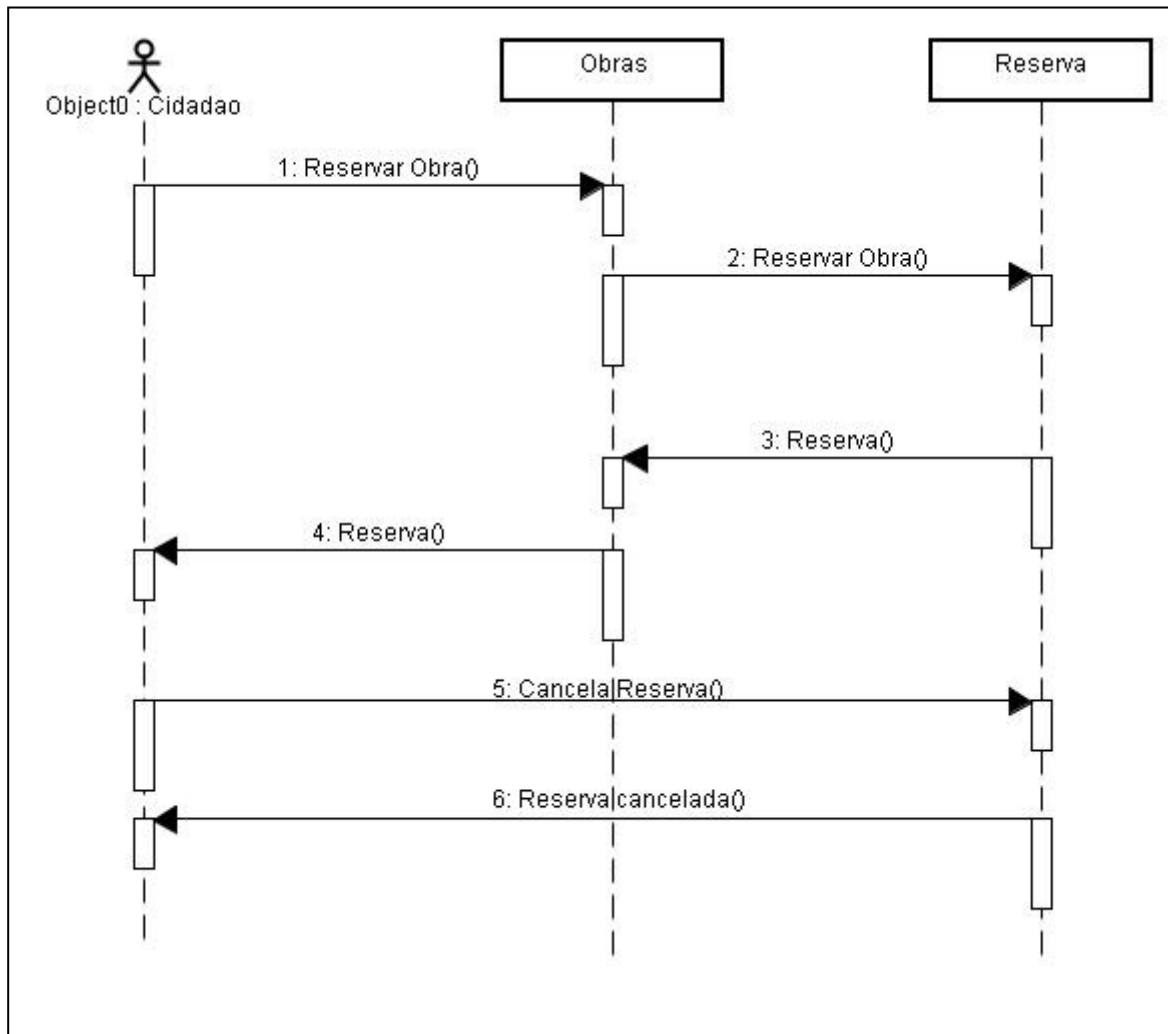 Object0 : Cidadao
Obras
Reserva
1: Reservar Obra()
2: Reservar Obra()
3: Reserva()
4: Reserva()
5: Cancela Reserva()
6: Reserva cancelada()